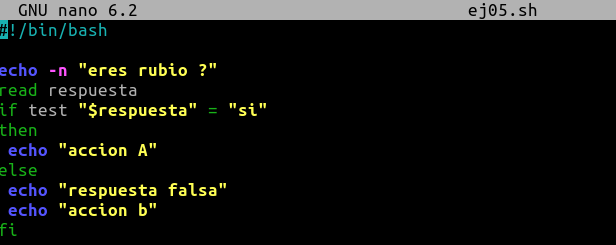 GNU nano 6.2 ej05.sh
#!/bin/bash
echo -n "eres rubio ?"
read respuesta
if test "$respuesta" = "si"
then
echo "accion A"
else
echo "respuesta falsa"
echo "accion b"
fi